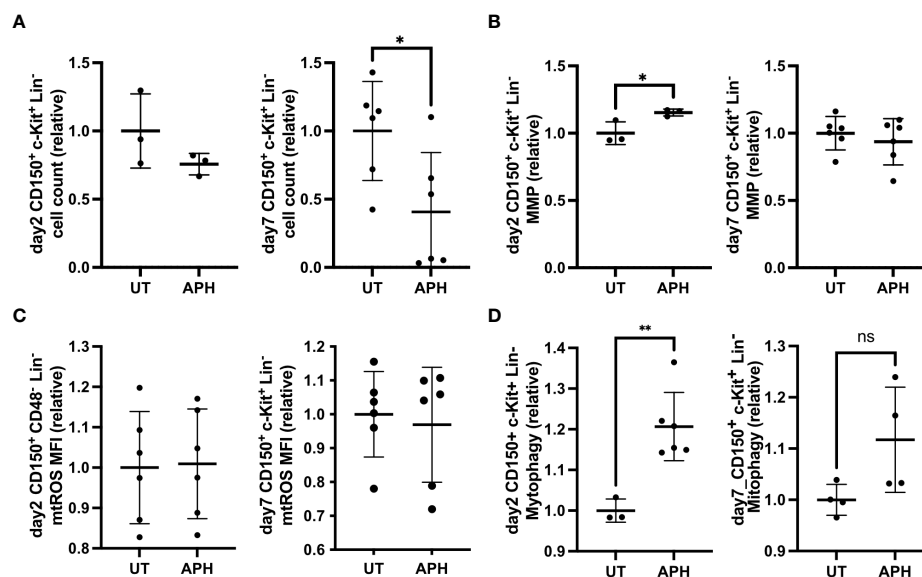 A
B
day2 CD150⁺ c-Kit⁺ Lin⁻
cell count (relative)
1.5
1.0
0.5
0.0
UT APH
day7 CD150⁺ c-Kit⁺ Lin⁻
cell count (relative)
1.5
1.0
0.5
0.0
*
UT APH
day2 CD150⁺ c-Kit⁺ Lin⁻
MMP (relative)
1.5
1.0
0.5
0.0
*
UT APH
day7 CD150⁺ c-Kit⁺ Lin⁻
MMP (relative)
1.5
1.0
0.5
0.0
UT APH
C
D
day2 CD150⁺ CD48⁻ Lin⁻
mtROS MFI (relative)
1.3
1.2
1.1
1.0
0.9
0.8
UT APH
day7 CD150⁺ c-Kit⁺ Lin⁻
mtROS MFI (relative)
1.2
1.1
1.0
0.9
0.8
0.7
0.6
UT APH
day2 CD150+ c-Kit+ Lin-
Mytophagy (relative)
1.4
1.3
1.2
1.1
1.0
0.9
**
UT APH
day7_CD150⁺ c-Kit⁺ Lin⁻
Mitophagy (relative)
1.3
1.2
1.1
1.0
0.9
ns
UT APH